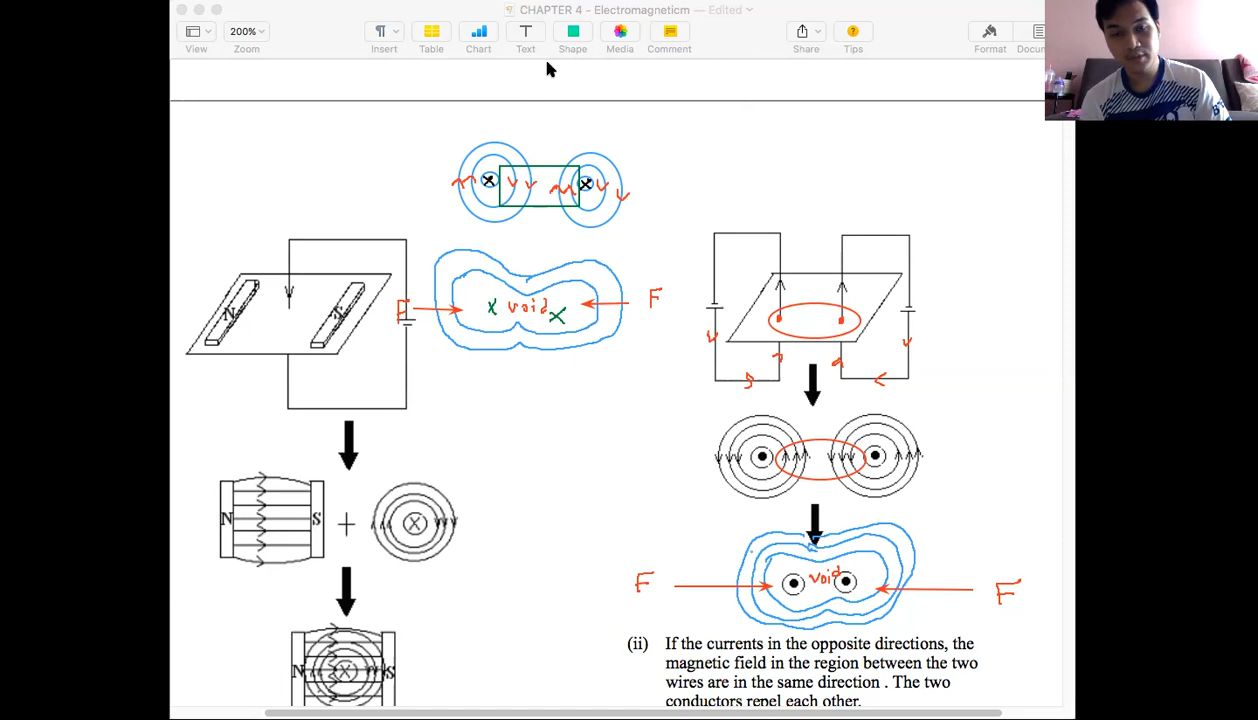 CHAPTER 4 - Electromagneticm — Edited
200%
View
Zoom
Insert
Table
Chart
Text
Shape
Media
Comment
Share
Tips
Format
X
X
N
S
F
X void X
F
N
S
+
X
N
X
S
F
void
F
(ii) If the currents in the opposite directions, the
magnetic field in the region between the two
wires are in the same direction . The two
conductors repel each other.